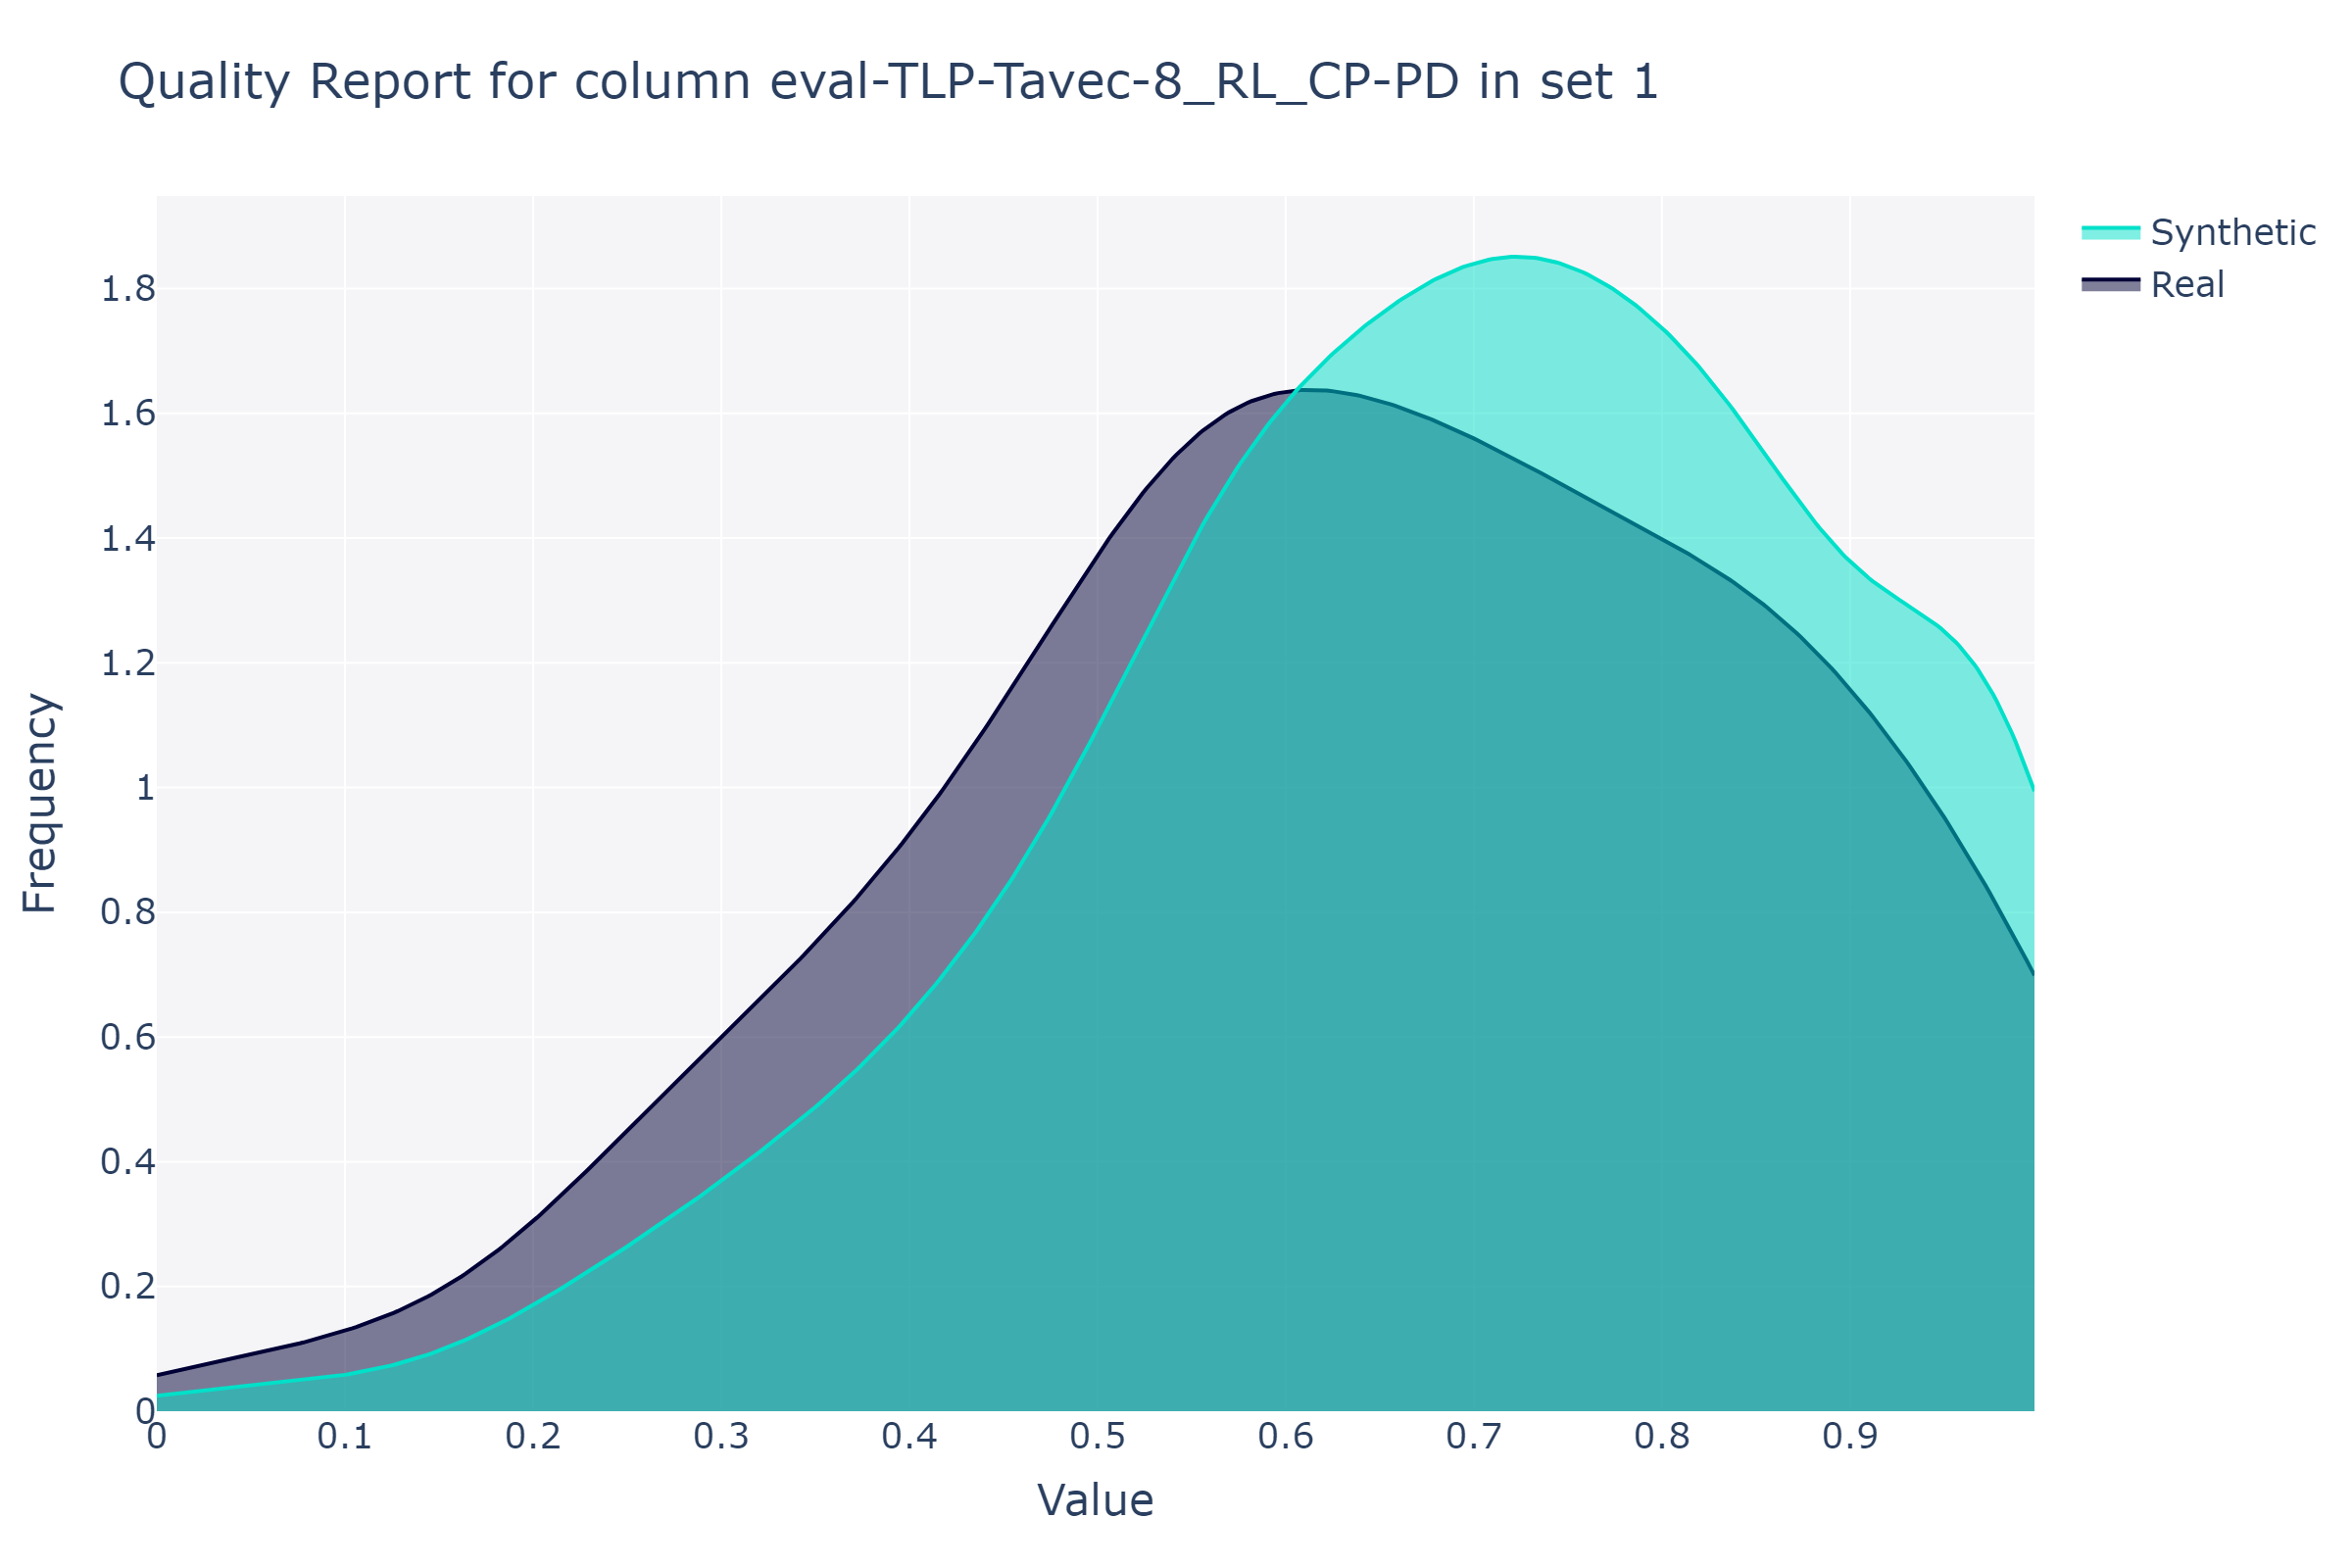 Quality Report for column eval-TLP-Tavec-8_RL_CP-PD in set 1
Synthetic
Real
Frequency
1.8
1.6
1.4
1.2
1
0.8
0.6
0.4
0.2
0
0 0.1 0.2 0.3 0.4 0.5 0.6 0.7 0.8 0.9
Value